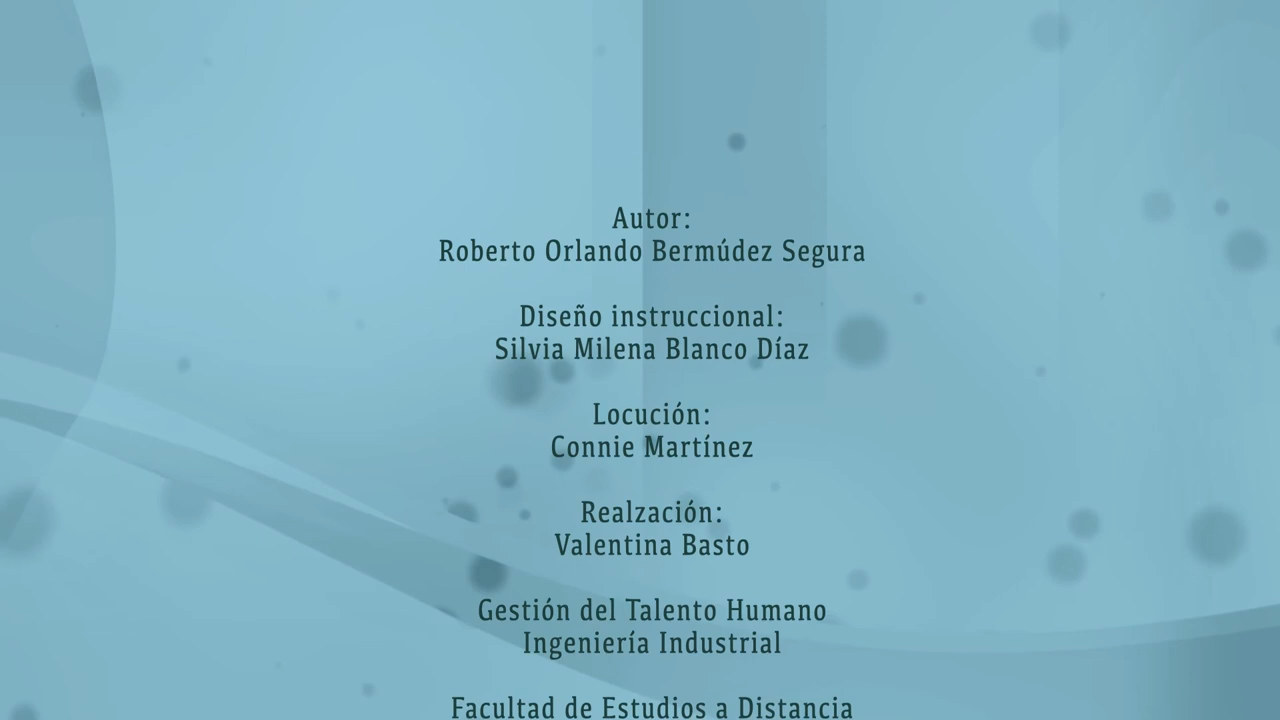 Autor:
Roberto Orlando Bermúdez Segura
Diseño instruccional:
Silvia Milena Blanco Díaz
Locución:
Connie Martínez
Realzación:
Valentina Basto
Gestión del Talento Humano
Ingeniería Industrial
Facultad de Estudios a Distancia